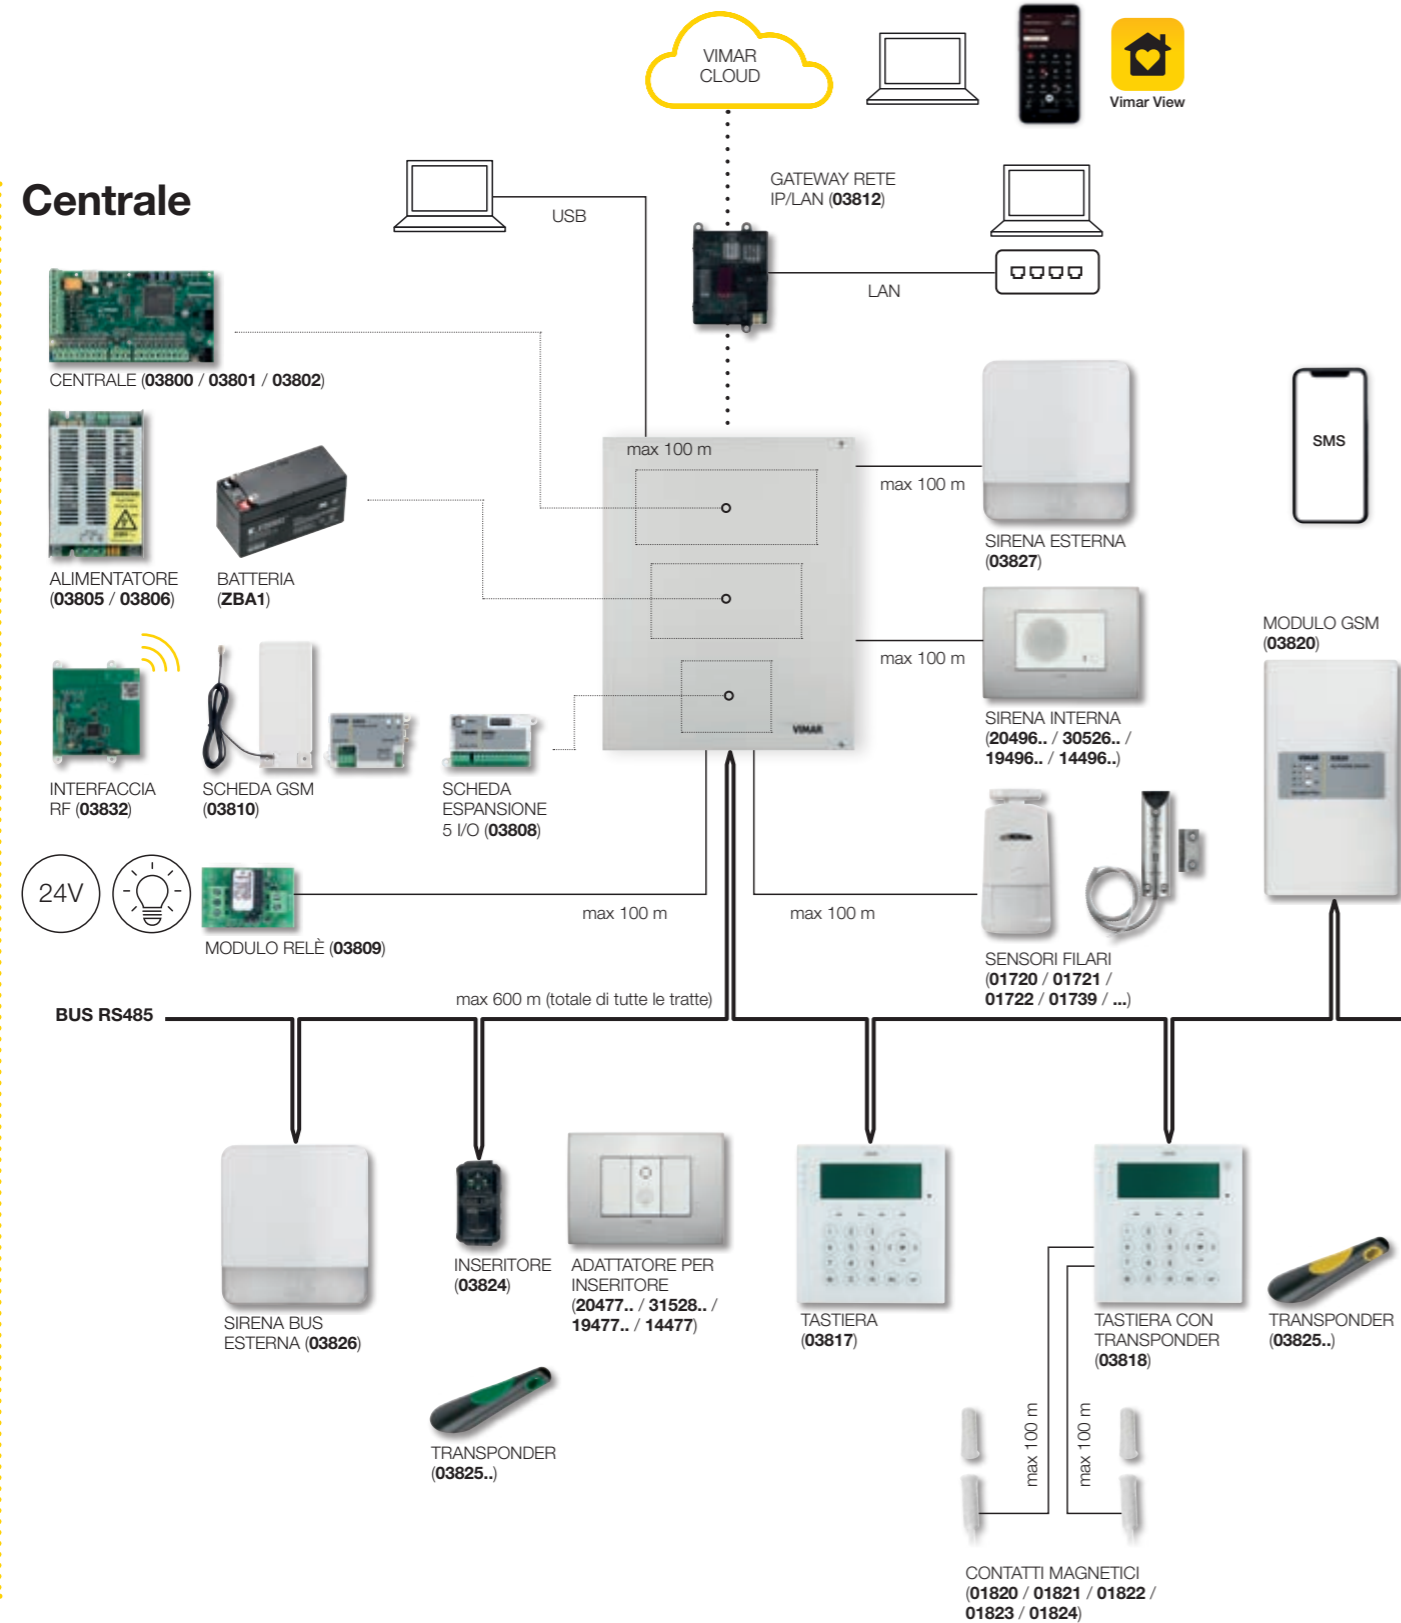 VIMAR
CLOUD
Vimar View
Centrale
USB
GATEWAY RETE
IP/LAN (03812)
LAN
CENTRALE (03800 / 03801 / 03802)
max 100 m
max 100 m
SIRENA ESTERNA
(03827)
SMS
ALIMENTATORE
(03805 / 03806)
BATTERIA
(ZBA1)
max 100 m
SIRENA INTERNA
(20496.. / 30526.. /
19496.. / 14496..)
MODULO GSM
(03820)
VIMAR
INTERFACCIA
RF (03832)
SCHEDA GSM
(03810)
SCHEDA
ESPANSIONE
5 I/O (03808)
24V
MODULO RELÈ (03809)
max 100 m
max 100 m
SENSORI FILARI
(01720 / 01721 /
01722 / 01739 / ...)
max 600 m (totale di tutte le tratte)
BUS RS485
SIRENA BUS
ESTERNA (03826)
INSERITORE
(03824)
ADATTATORE PER
INSERITORE
(20477.. / 31528.. /
19477.. / 14477)
TASTIERA
(03817)
TASTIERA CON
TRANSPONDER
(03818)
TRANSPONDER
(03825..)
TRANSPONDER
(03825..)
max 100 m
max 100 m
CONTATTI MAGNETICI
(01820 / 01821 / 01822 /
01823 / 01824)